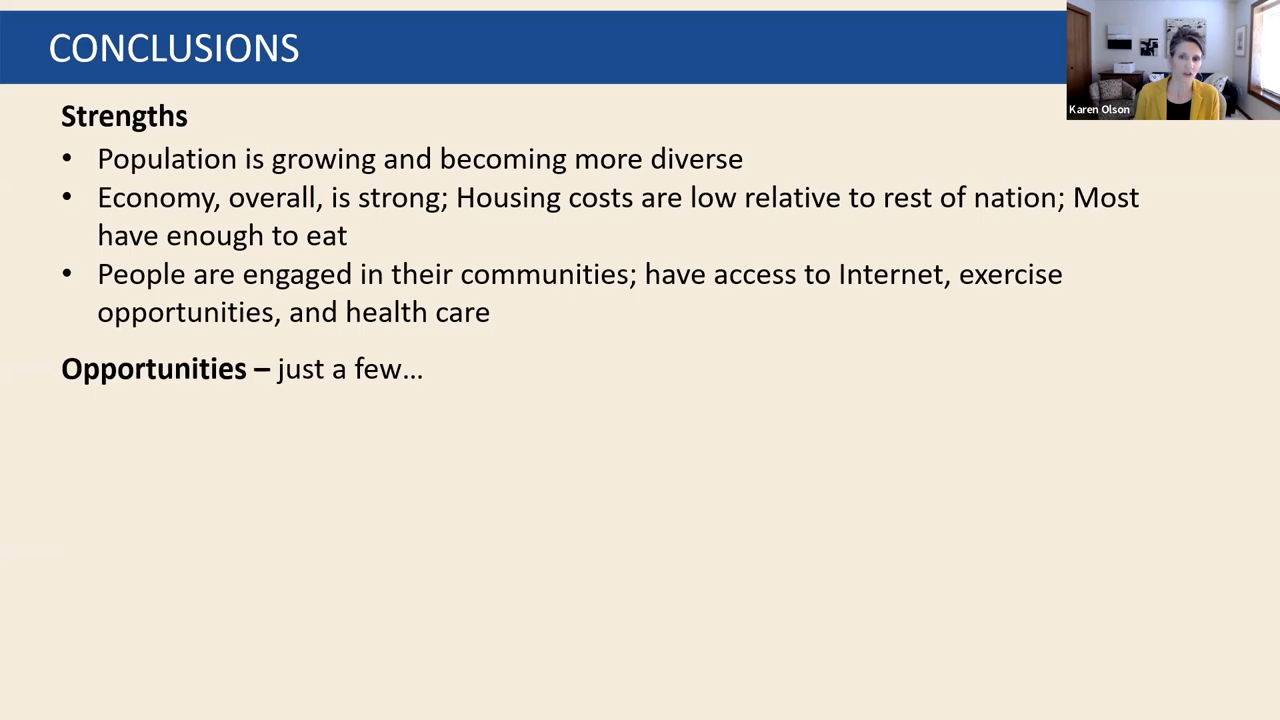 CONCLUSIONS
Karen Olson
Strengths
• Population is growing and becoming more diverse
• Economy, overall, is strong; Housing costs are low relative to rest of nation; Most
have enough to eat
• People are engaged in their communities; have access to Internet, exercise
opportunities, and health care
Opportunities – just a few…